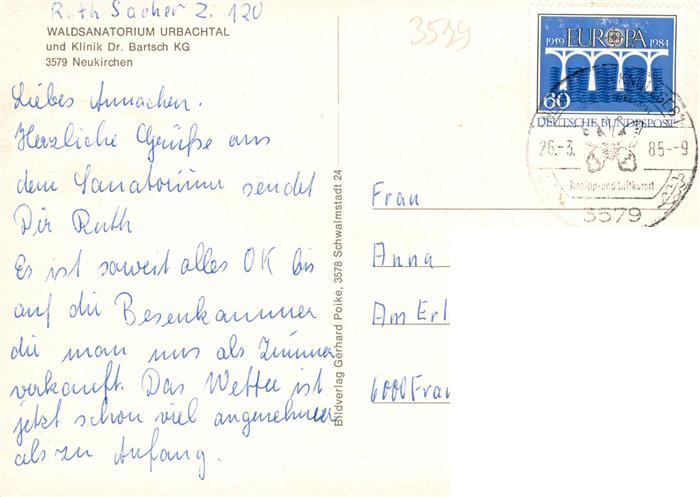 Ruth Sacher Z. 120
WALDSANATORIUM URBACHTAL
und Klinik Dr. Bartsch KG
3579 Neukirchen
Liebes Annachen.
Herzliche Grüße aus
dem Sanatorium sendet
Dir Ruth.
Es ist soweit alles OK bis
auf die Besenkammer
die man uns als Zimmer
verkauft. Das Wetter ist
jetzt schon viel angenehmer
als zu Anfang.
Bildverlag Gerhard Poike, 3578 Schwalmstadt 24
3579
1959 EUROPA 1984
60
DEUTSCHE BUNDESPOST
26.-3. 85--9
Kneipp-und Luftkurort
3579
Frau
Anna
Am Erl
6000 Fran